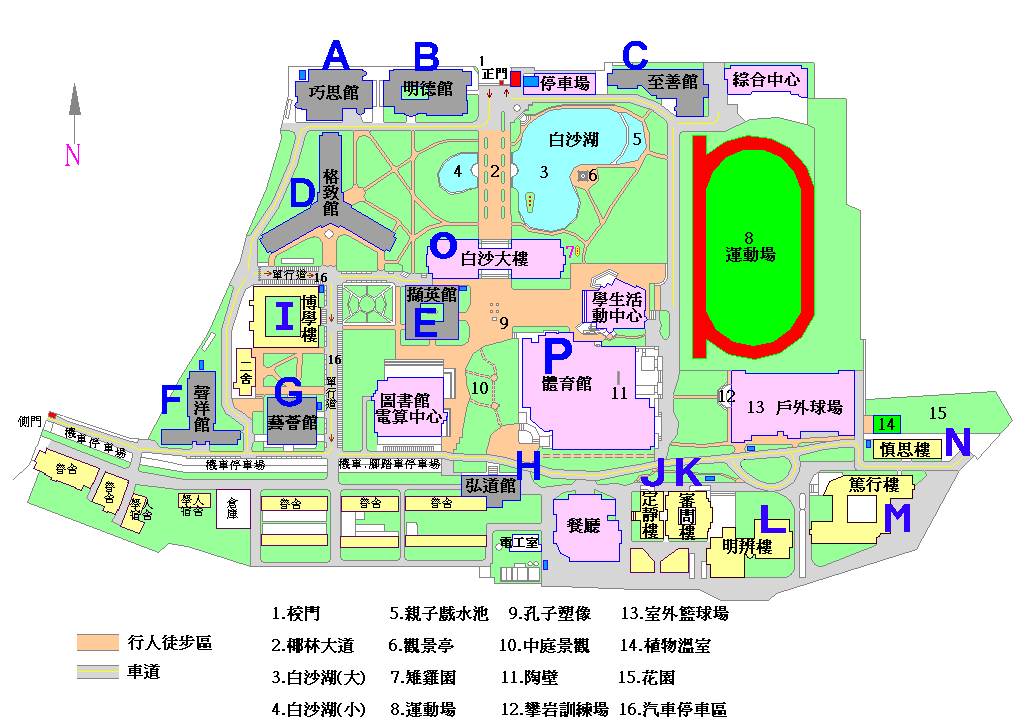 A
B
C
1
正門
巧思館
明德館
停車場
至善館
綜合中心
N
白沙湖
5
4
2
3
6
格致館
D
8
運動場
O
白沙大樓
7
單行道
16
I
博學樓
擷英館
E
9
學生活動中心
P
體育館
11
16
單行道
二舍
F
聲洋館
G
藝薈館
圖書館
電算中心
10
12
13 戶外球場
14
15
側門
機車停車場
機車停車場
機車、腳踏車停車場
H
弘道館
J
K
慎思樓
N
眷舍
眷舍
學人宿舍
學人宿舍
倉庫
眷舍
眷舍
眷舍
餐廳
定靜樓
審問樓
L
明辨樓
篤行樓
M
電工室
行人徒步區
車道
1.校門
2.椰林大道
3.白沙湖(大)
4.白沙湖(小)
5.親子戲水池
6.觀景亭
7.雉雞園
8.運動場
9.孔子塑像
10.中庭景觀
11.陶壁
12.攀岩訓練場
13.室外籃球場
14.植物溫室
15.花園
16.汽車停車區